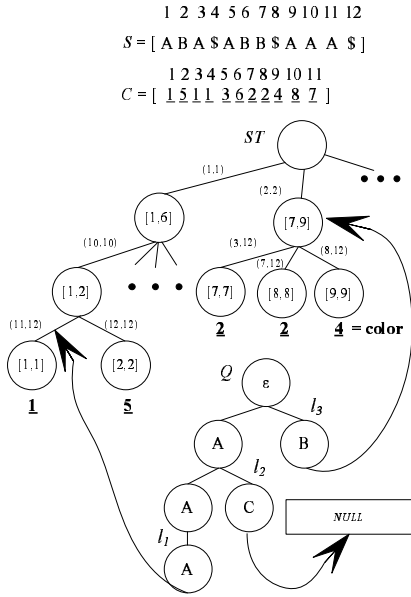 1 2 3 4 5 6 7 8 9 10 11 12
S = [ A B A $ A B B $ A A A $ ]
1 2 3 4 5 6 7 8 9 10 11
C = [ 1 5 1 1 3 6 2 2 4 8 7 ]
ST
(1,1)
(2.2)
• • •
[1,6]
[7,9]
(10,10)
(3,12)
(7,12)
(8,12)
[1,2]
• • •
[7,7]
[8,8]
[9,9]
(11,12)
(12,12)
2 2 4 = color
[1,1]
[2,2]
1 5
Q
ε
l3
A
B
l2
A
C
NULL
l1
A